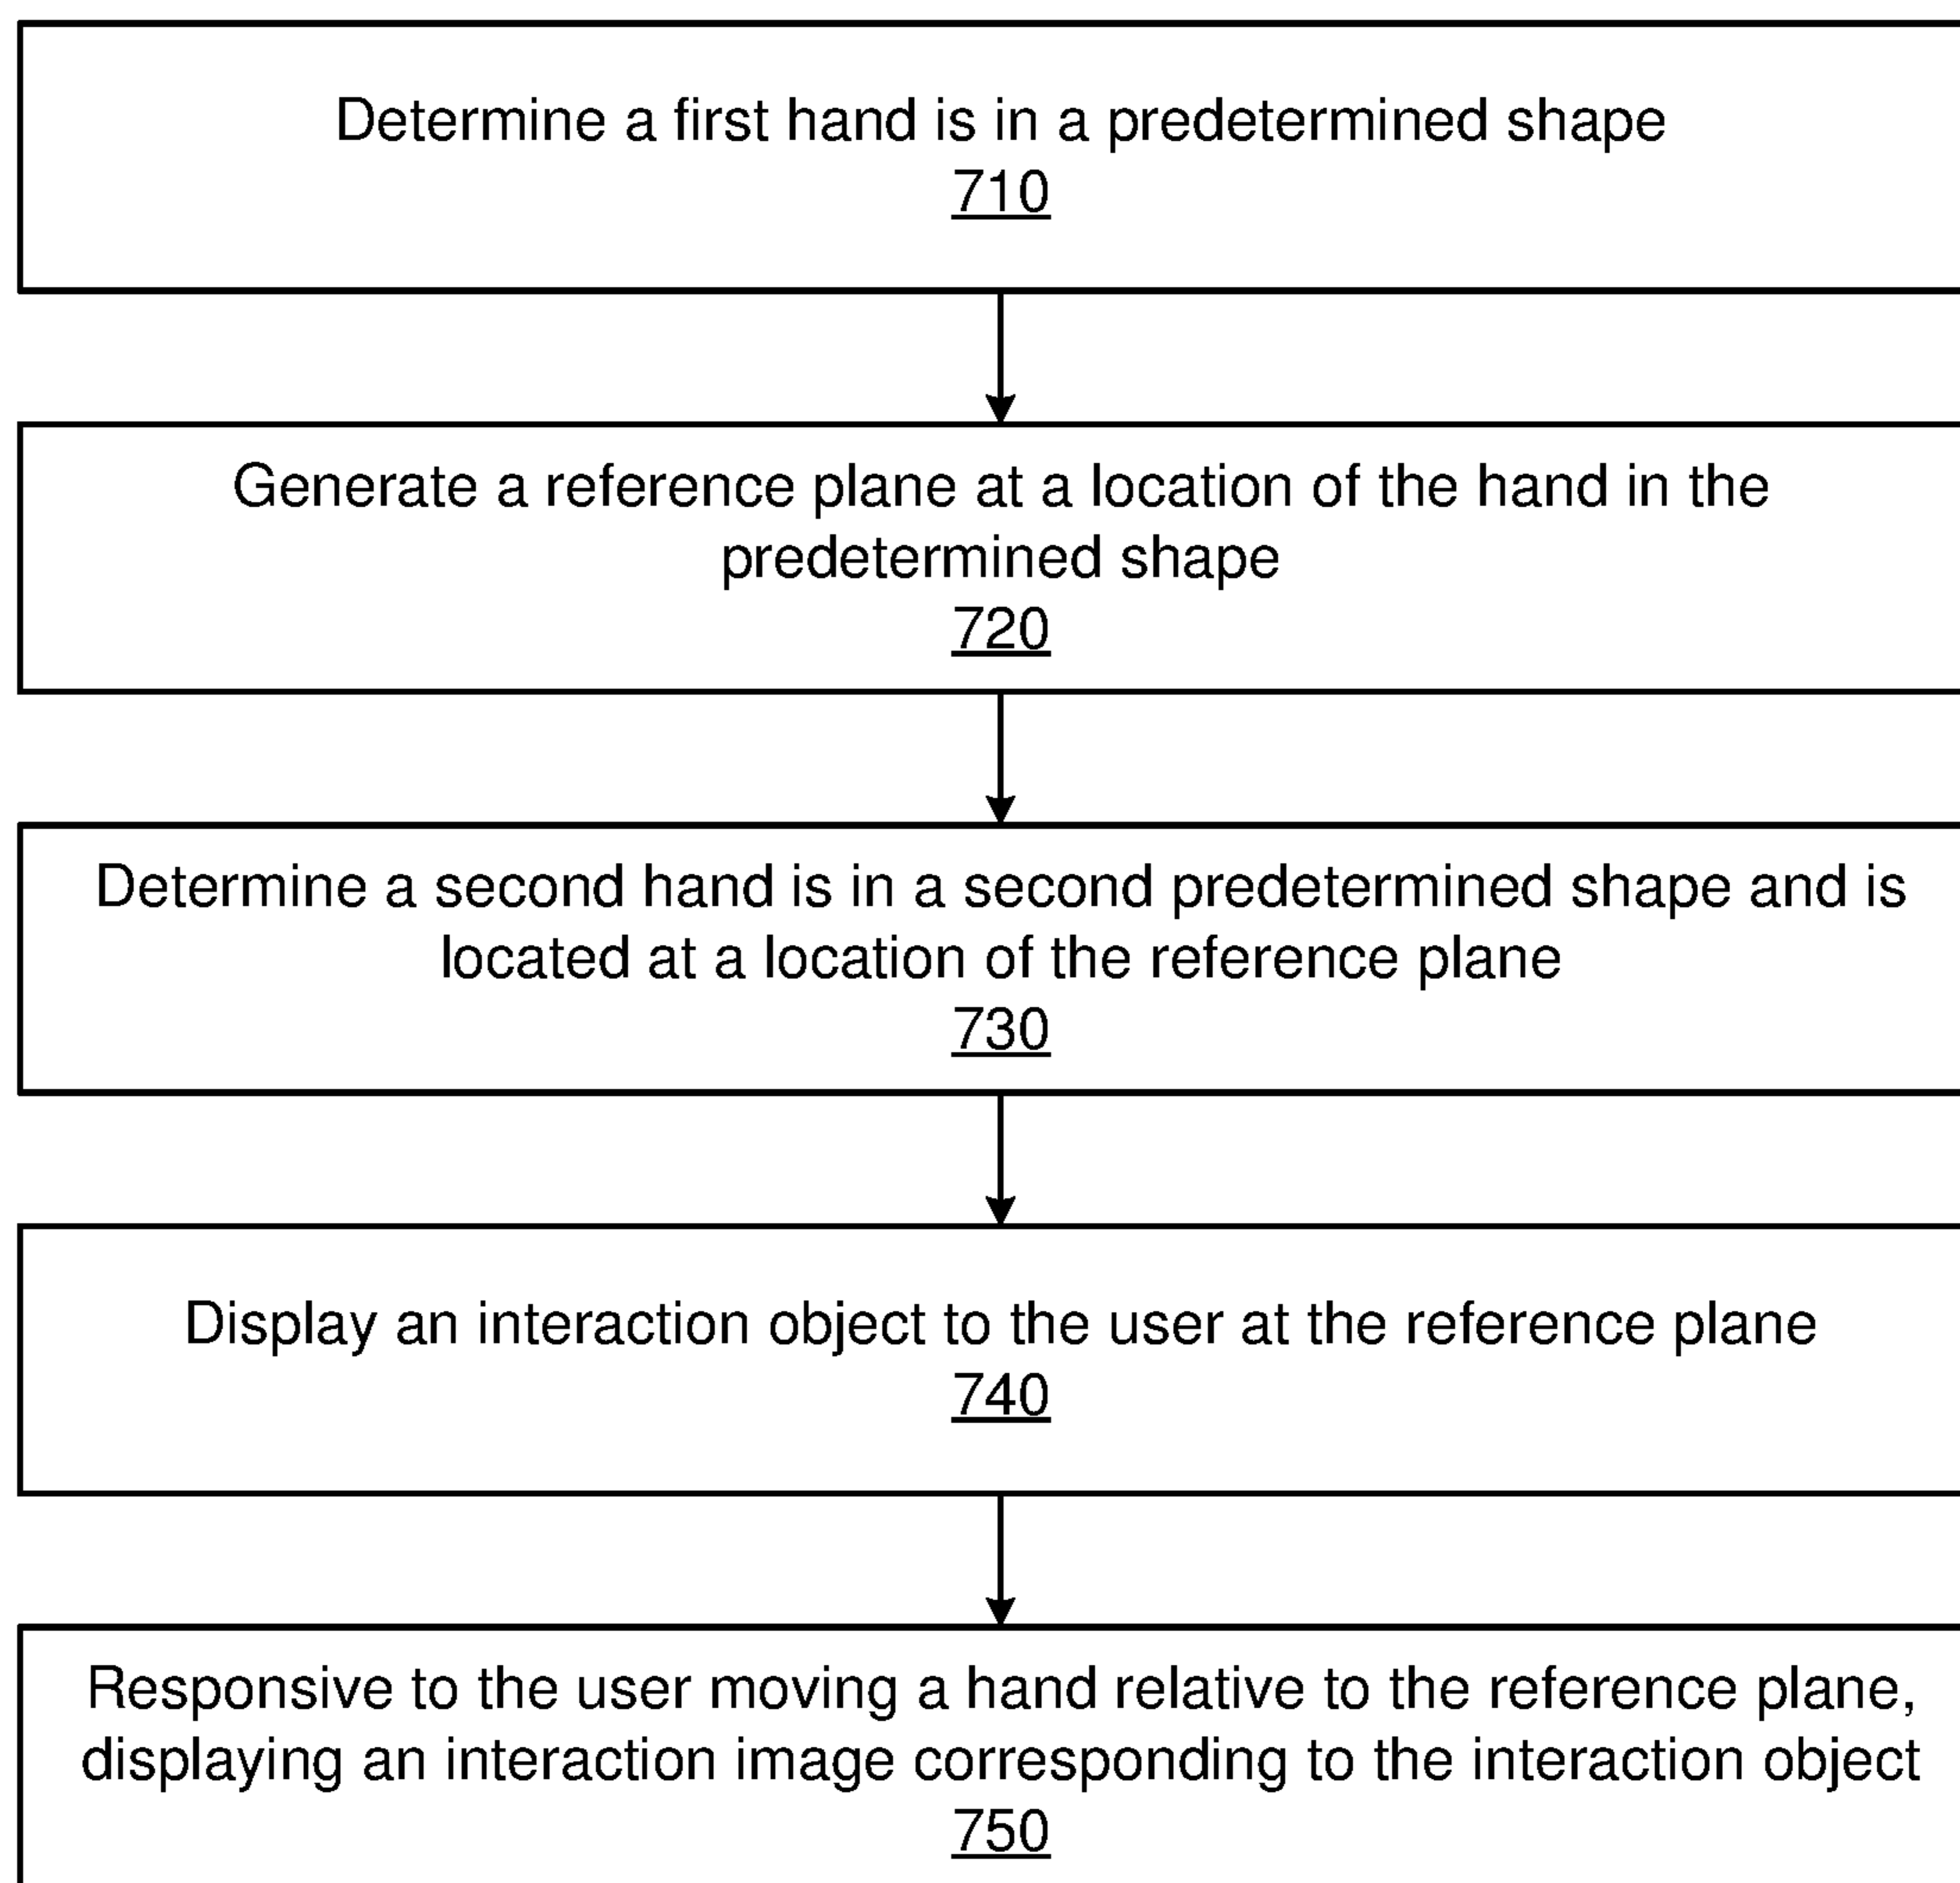 Determine a first hand is in a predetermined shape
710
Generate a reference plane at a location of the hand in the
predetermined shape
720
Determine a second hand is in a second predetermined shape and is
located at a location of the reference plane
730
Display an interaction object to the user at the reference plane
740
Responsive to the user moving a hand relative to the reference plane,
displaying an interaction image corresponding to the interaction object
750